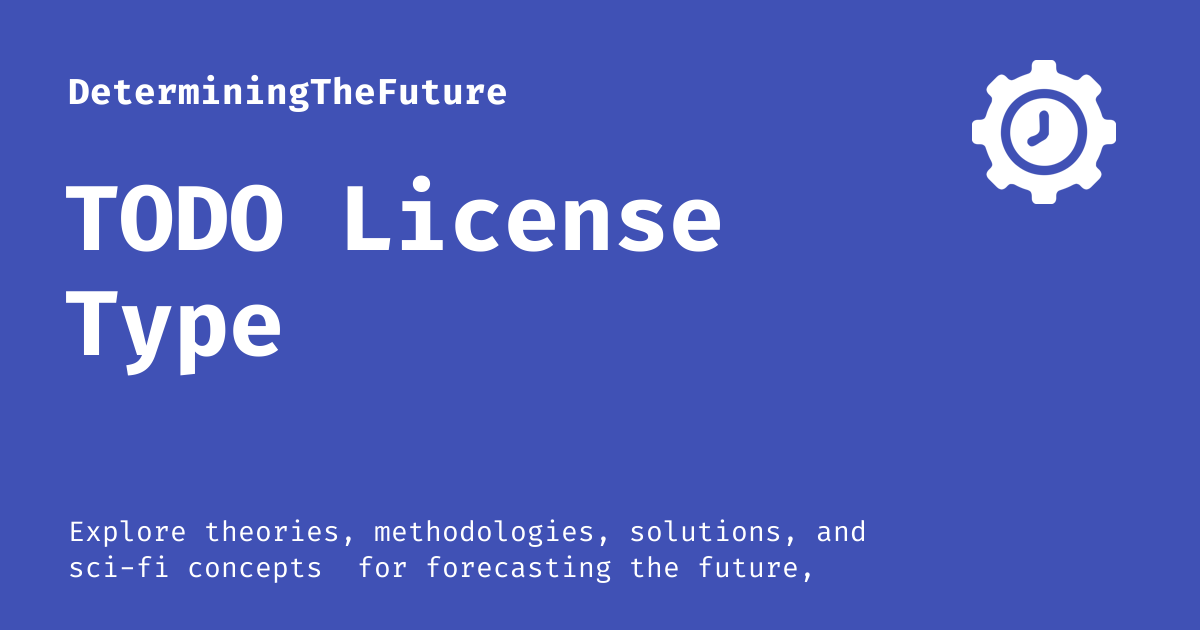 DeterminingTheFuture
TODO License
Type
Explore theories, methodologies, solutions, and
sci-fi concepts  for forecasting the future,